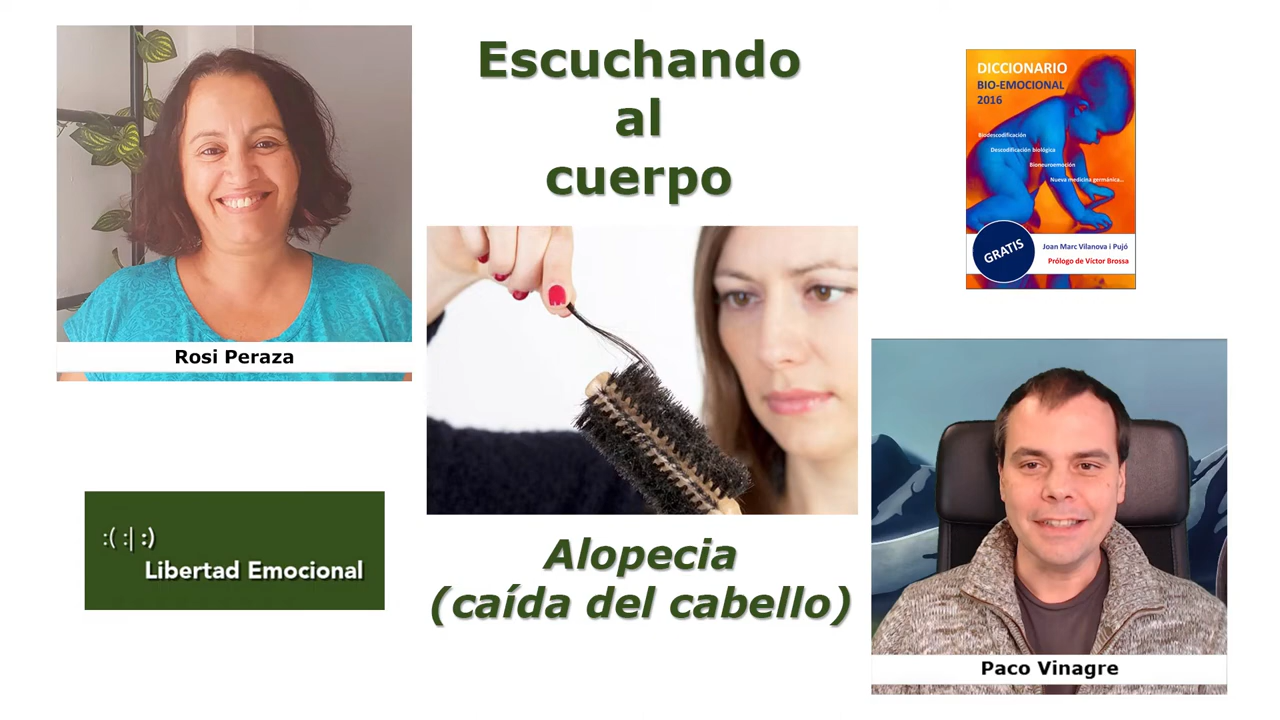 Escuchando
al
cuerpo
Rosi Peraza
DICCIONARIO
BIO-EMOCIONAL
2016
Biodescodificación
Descodificación biológica
Bioneuroemoción
Nueva medicina germánica...
GRATIS
Joan Marc Vilanova i Pujó
Prólogo de Víctor Brossa
:( :| :)
Libertad Emocional
Alopecia
(caída del cabello)
Paco Vinagre